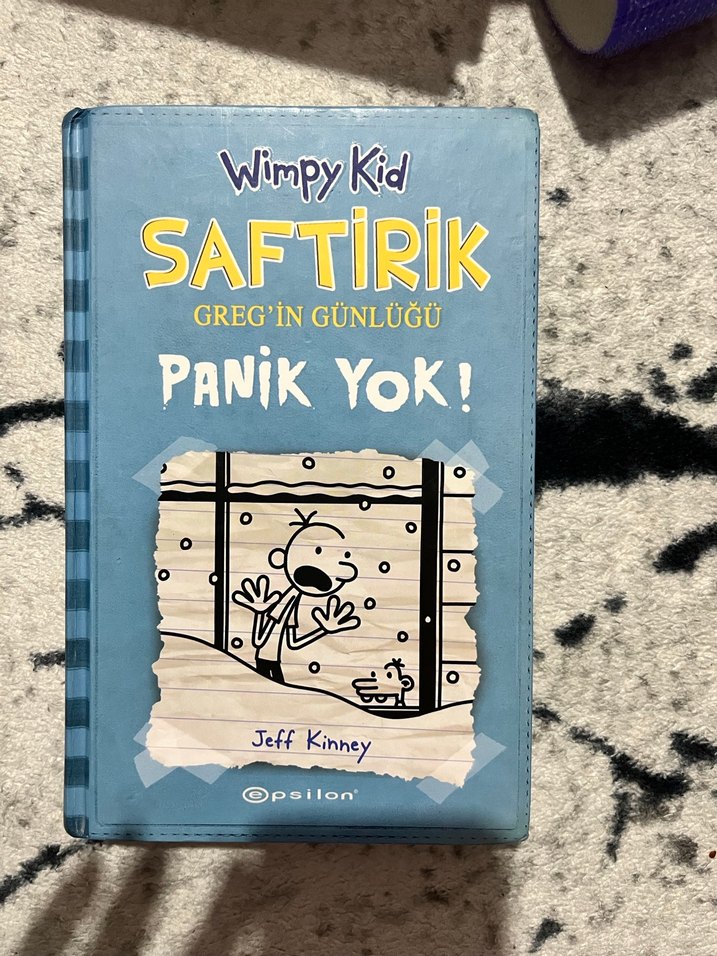 Wimpy Kid
SAFTİRİK
GREG'İN GÜNLÜĞÜ
PANİK YOK!
Jeff Kinney
epsilon